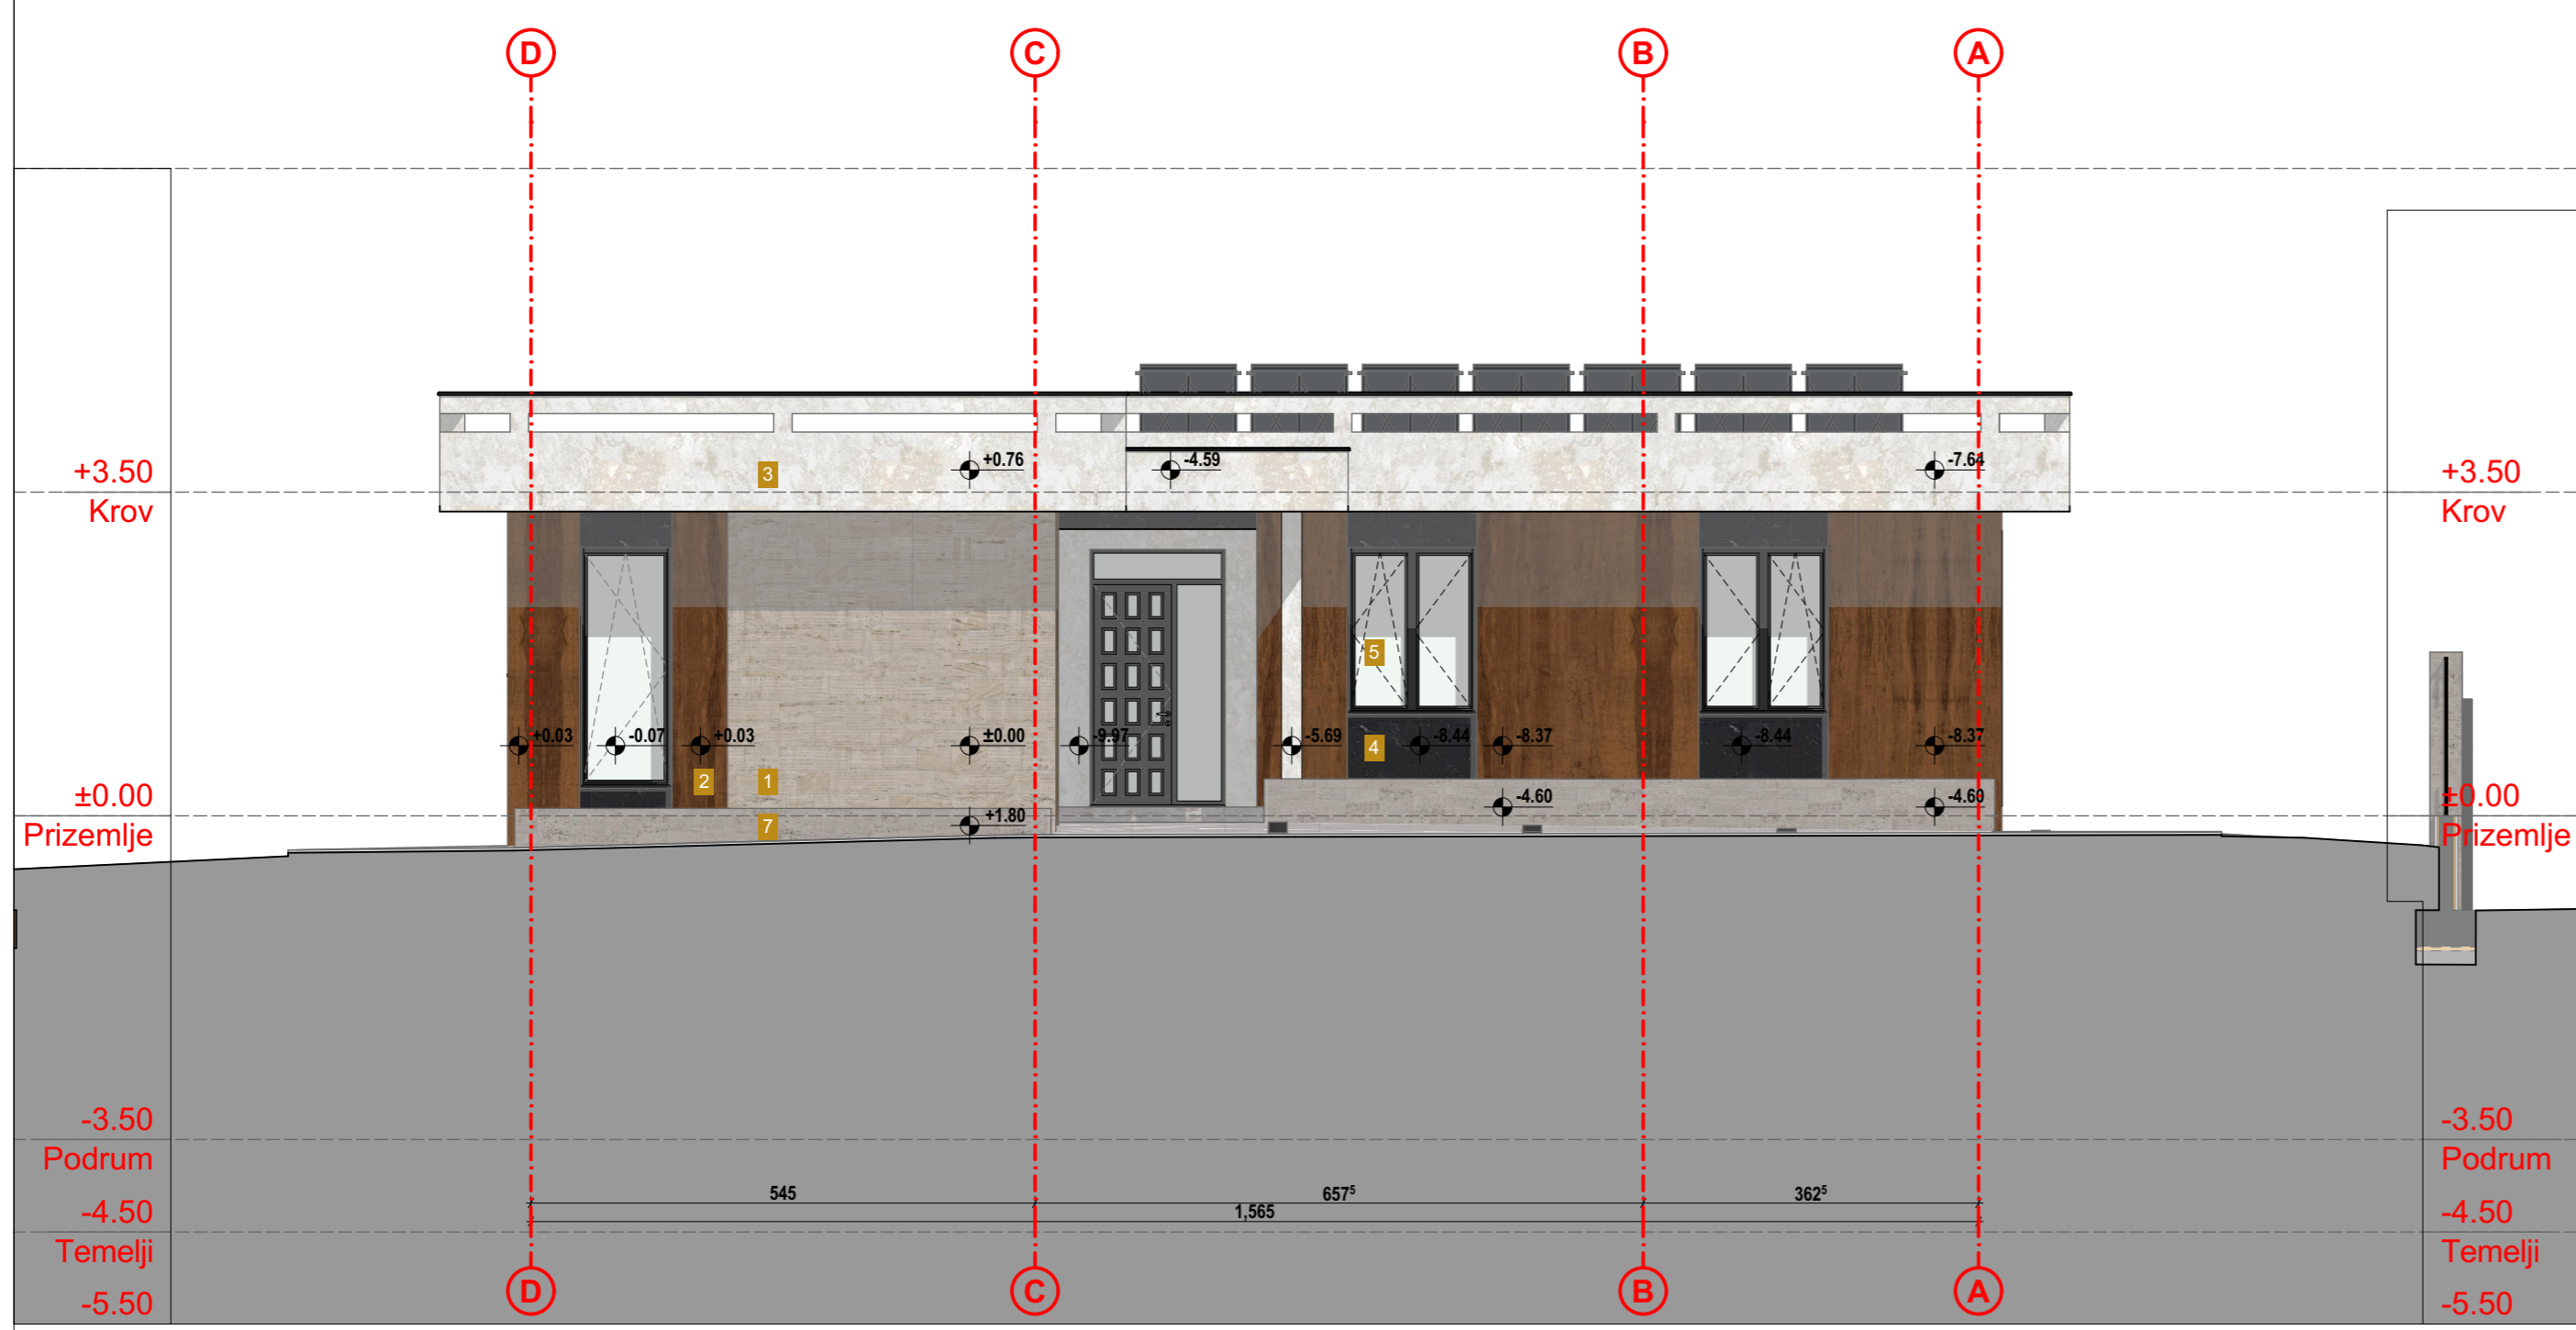 D
C
B
A
+3.50
Krov
3
+0.76
-4.59
-7.64
+3.50
Krov
5
+0.03
-0.07
+0.03
±0.00
-9.97
-5.69
4
-8.44
-8.37
-8.44
-8.37
2
1
±0.00
Prizemlje
7
+1.80
-4.60
-4.60
±0.00
Prizemlje
-3.50
Podrum
-3.50
Podrum
545
657⁵
362⁵
1,565
-4.50
Temelji
-4.50
Temelji
-5.50
D
C
B
A
-5.50